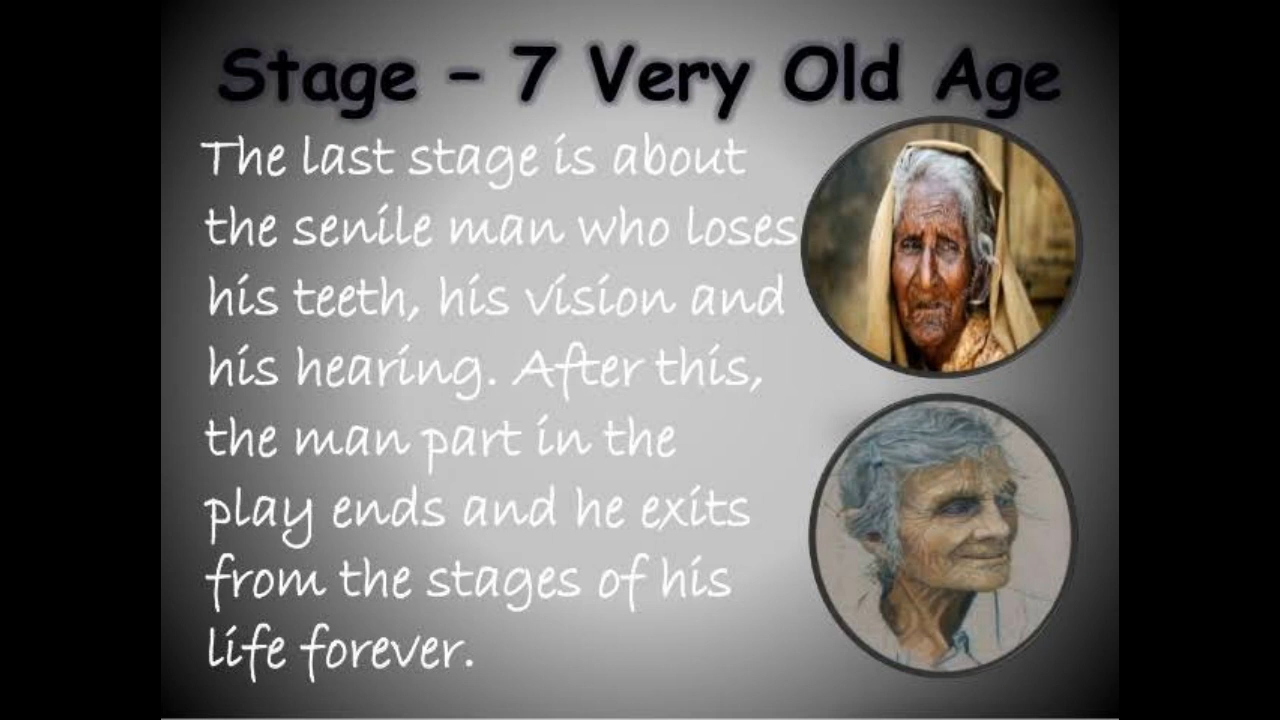 Stage – 7 Very Old Age
The last stage is about
the senile man who loses
his teeth, his vision and
his hearing. After this,
the man part in the
play ends and he exits
from the stages of his
life forever.